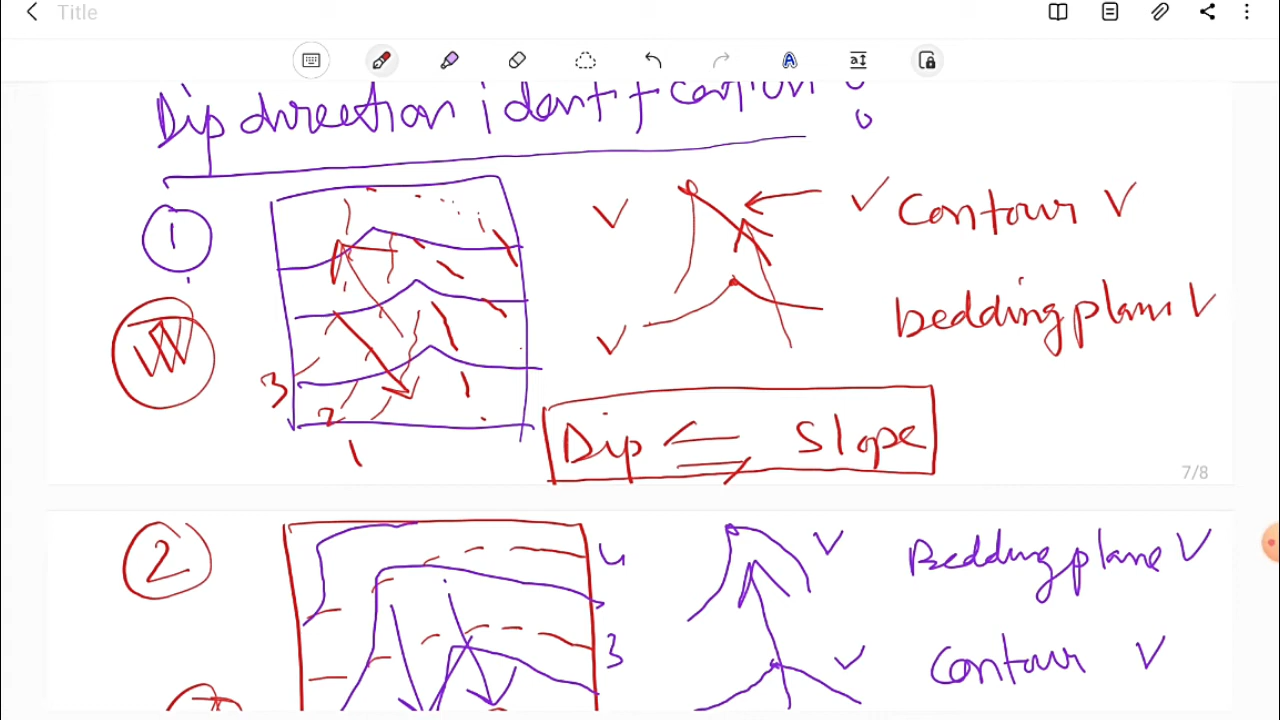 Title
Dip direction identification :
1
V
Contour V
bedding plane V
V
3
2
1
Dip ⇐ Slope
7/8
2
4
V
Bedding plane V
3
V
Contour V